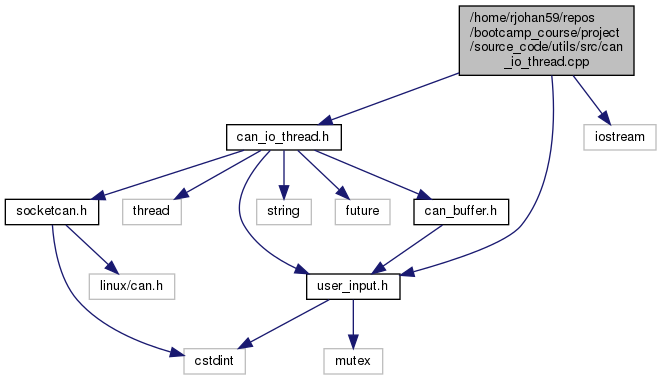 /home/rjohan59/repos
/bootcamp_course/project
/source_code/utils/src/can
_io_thread.cpp
can_io_thread.h
iostream
socketcan.h
thread
string
future
can_buffer.h
linux/can.h
user_input.h
cstdint
mutex